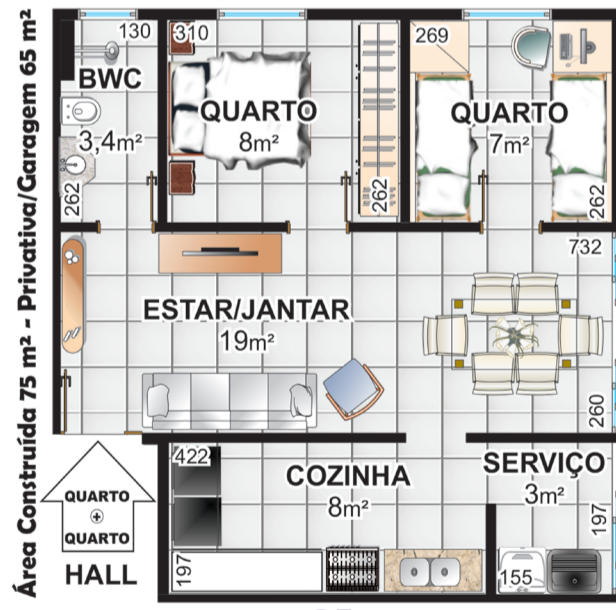 Área Construída 75 m² - Privativa/Garagem 65 m²
130
BWC
3,4m²
262
310
QUARTO
8m²
262
269
QUARTO
7m²
262
732
ESTAR/JANTAR
19m²
260
422
COZINHA
8m²
197
SERVIÇO
3m²
197
155
QUARTO
+
QUARTO
HALL